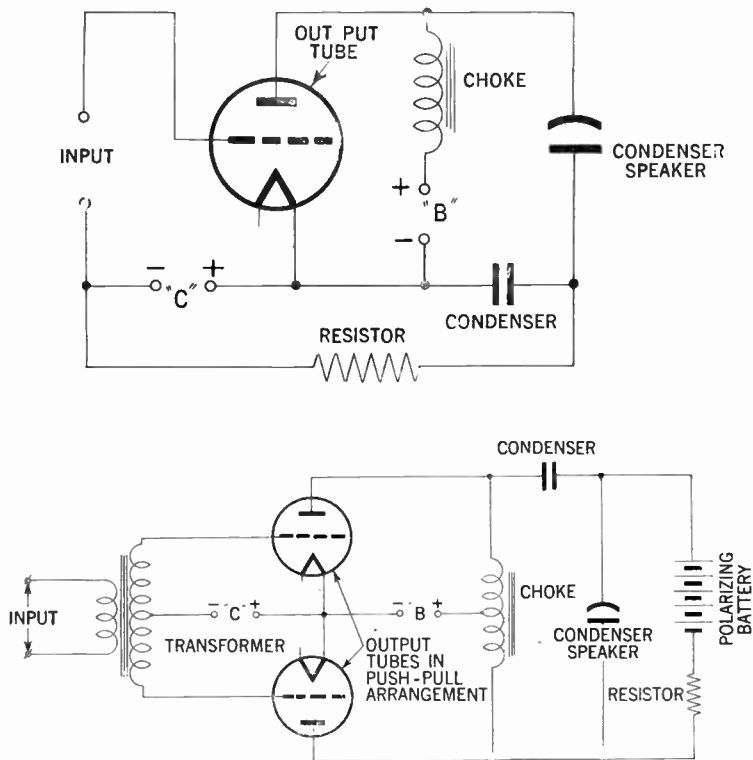 OUT PUT
TUBE
CHOKE
INPUT
CONDENSER
SPEAKER
+
"B"
-
- "C" +
CONDENSER
RESISTOR
CONDENSER
INPUT
- "C" +
- B +
CHOKE
TRANSFORMER
OUTPUT
TUBES IN
PUSH-PULL
ARRANGEMENT
CONDENSER
SPEAKER
POLARIZING
BATTERY
RESISTOR